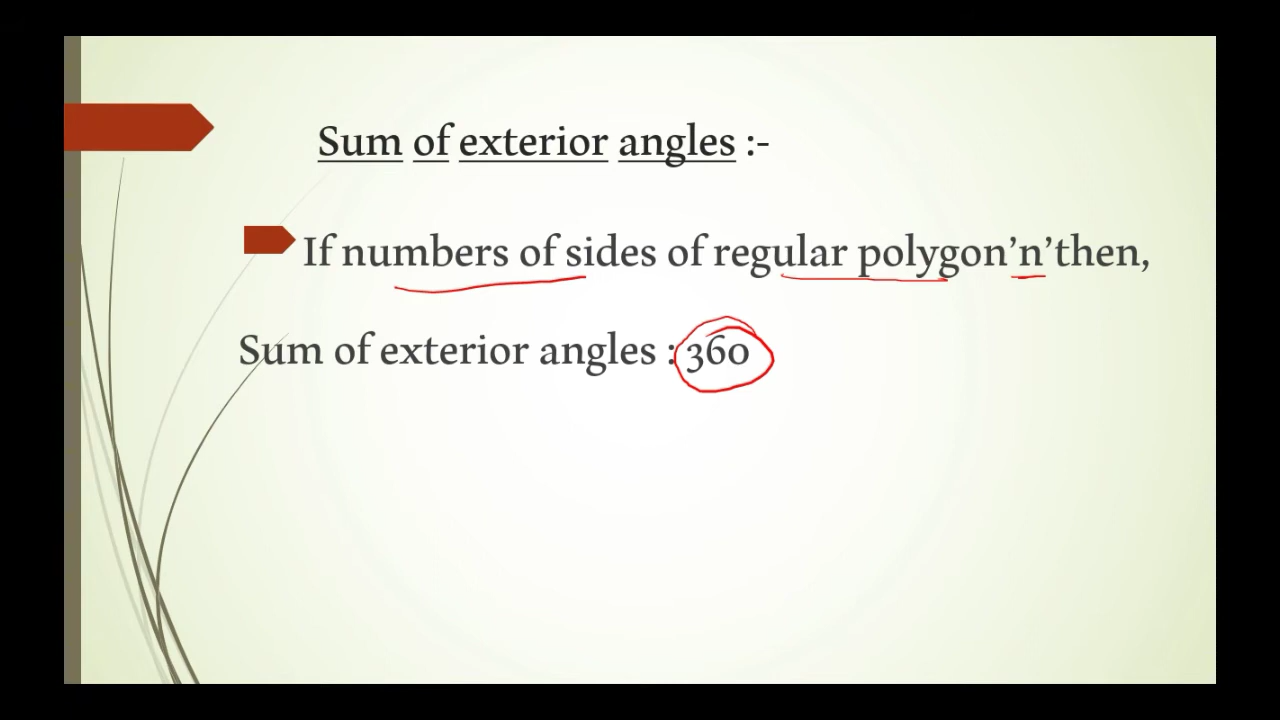 Sum of exterior angles :-
If numbers of sides of regular polygon’n’then,
Sum of exterior angles : 360